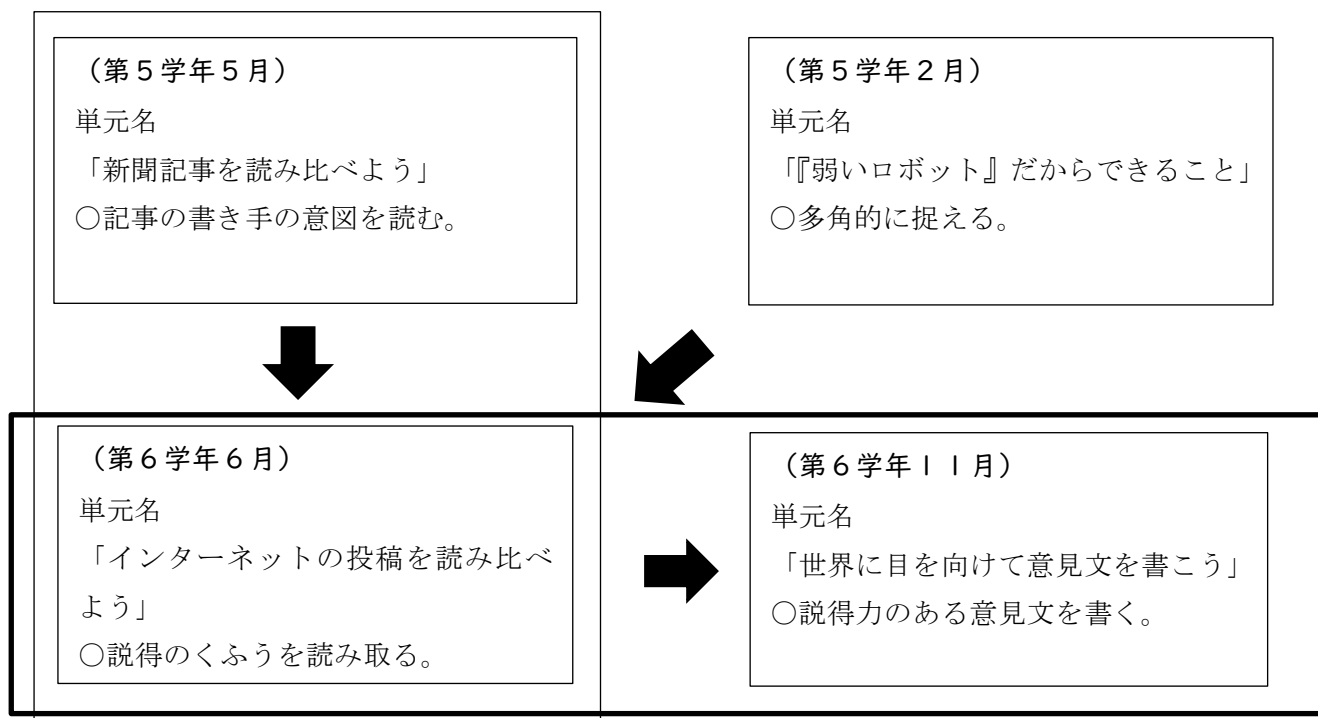 （第５学年５月）
単元名
「新聞記事を読み比べよう」
〇記事の書き手の意図を読む。
（第５学年２月）
単元名
「『弱いロボット』だからできること」
〇多角的に捉える。
（第６学年６月）
単元名
「インターネットの投稿を読み比べ
よう」
〇説得のくふうを読み取る。
（第６学年１１月）
単元名
「世界に目を向けて意見文を書こう」
〇説得力のある意見文を書く。